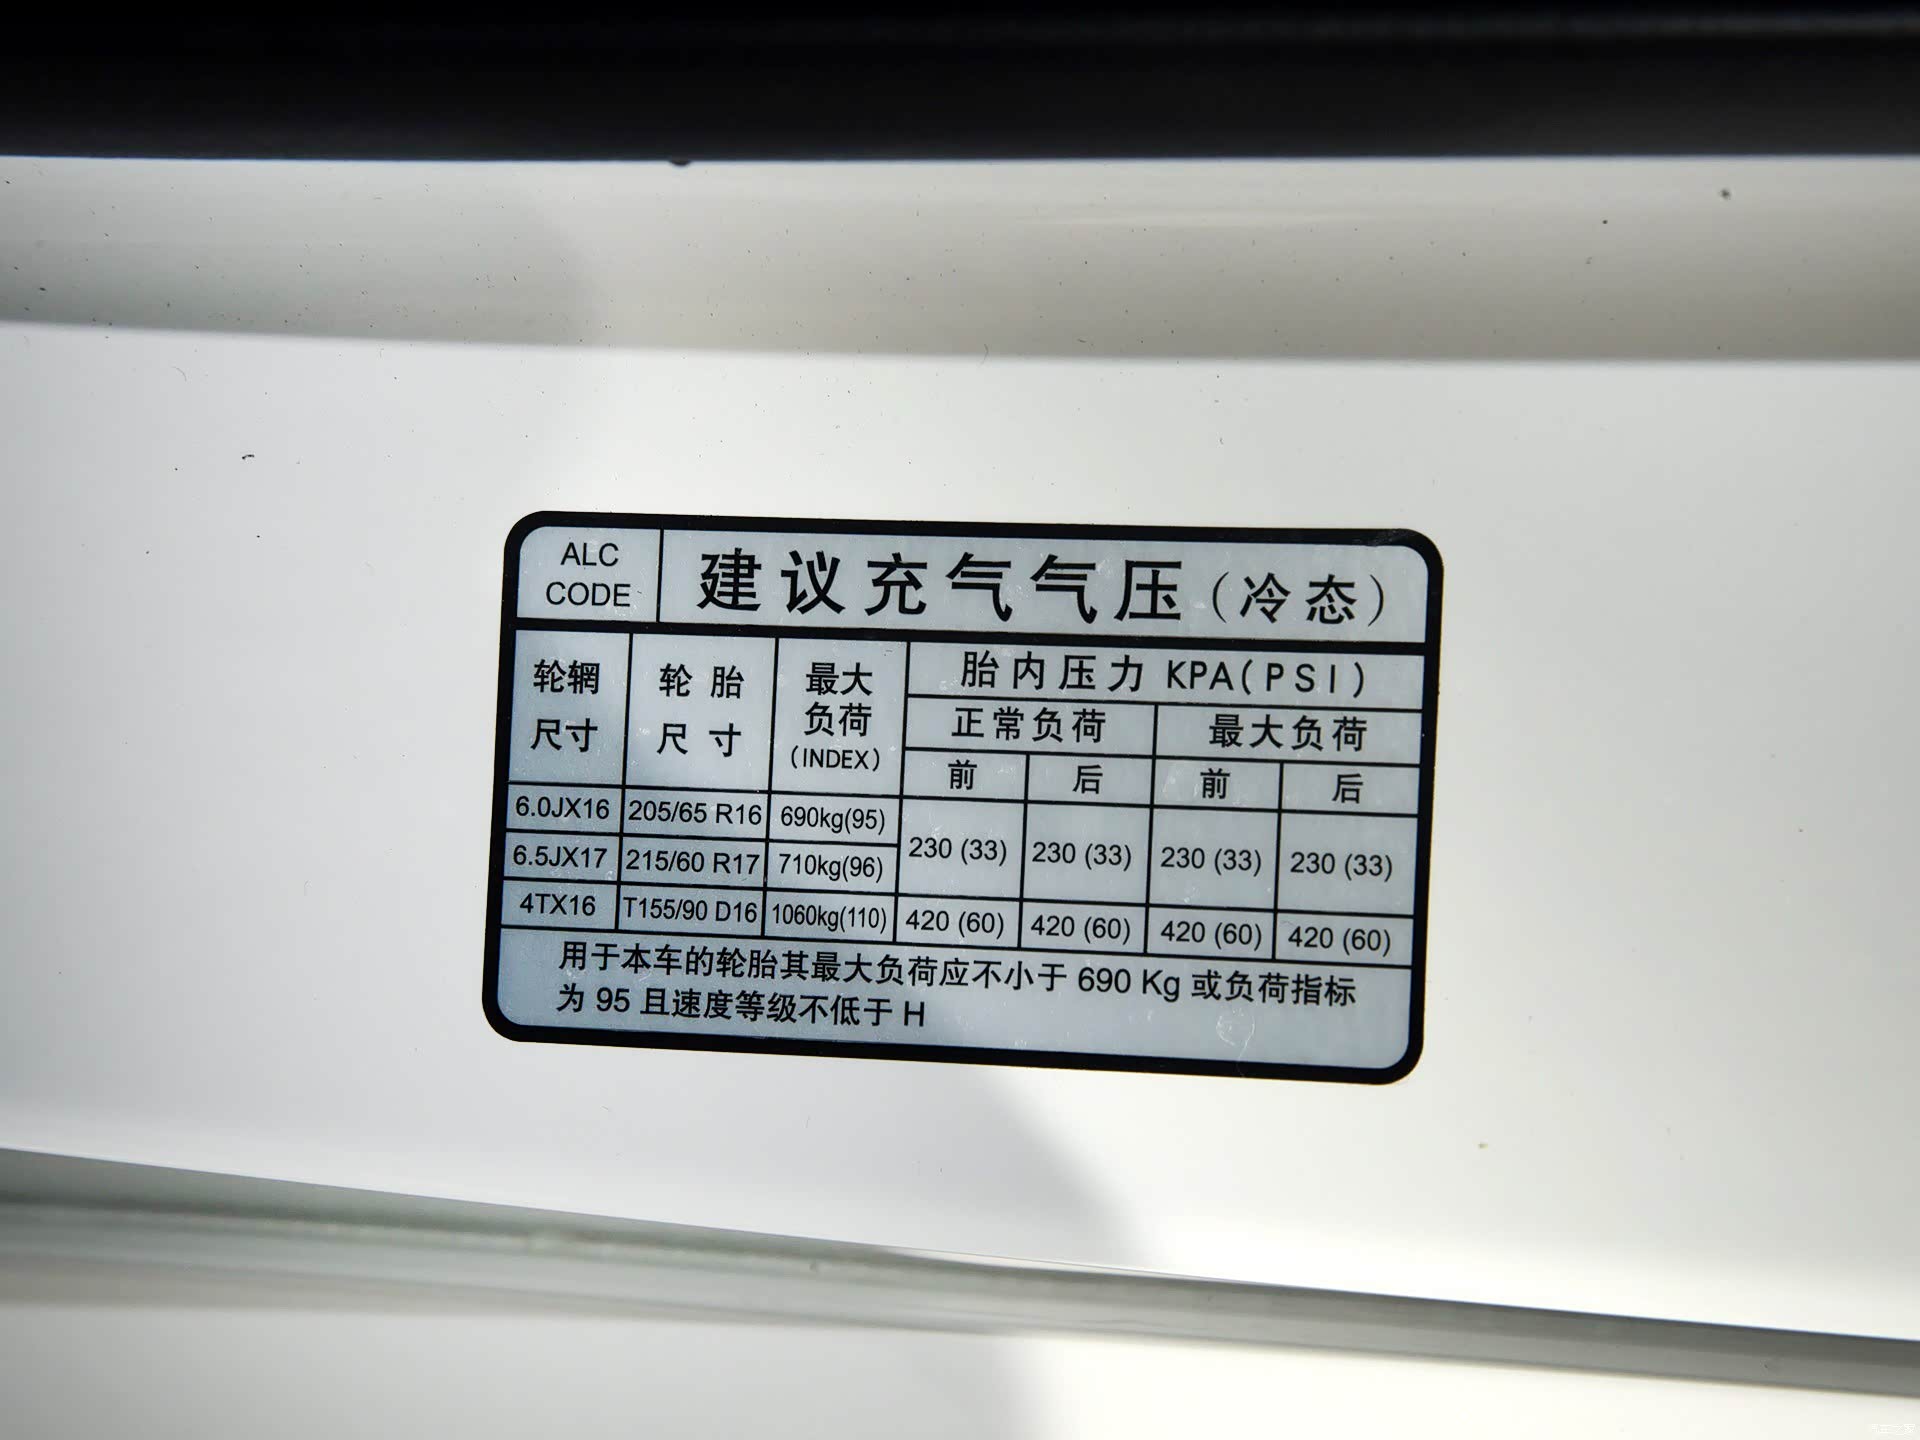 ALC
CODE
建议充气气压(冷态)
轮辋
尺寸
轮胎
尺寸
最大
负荷
(INDEX)
胎内压力 KPA(PSI)
正常负荷 最大负荷
前 后 前 后
6.0JX16 205/65 R16 690kg(95)
230 (33) 230 (33) 230 (33) 230 (33)
6.5JX17 215/60 R17 710kg(96)
4TX16 T155/90 D16 1060kg(110) 420 (60) 420 (60) 420 (60) 420 (60)
用于本车的轮胎其最大负荷应不小于 690 Kg 或负荷指标
为 95 且速度等级不低于 H
汽车之家